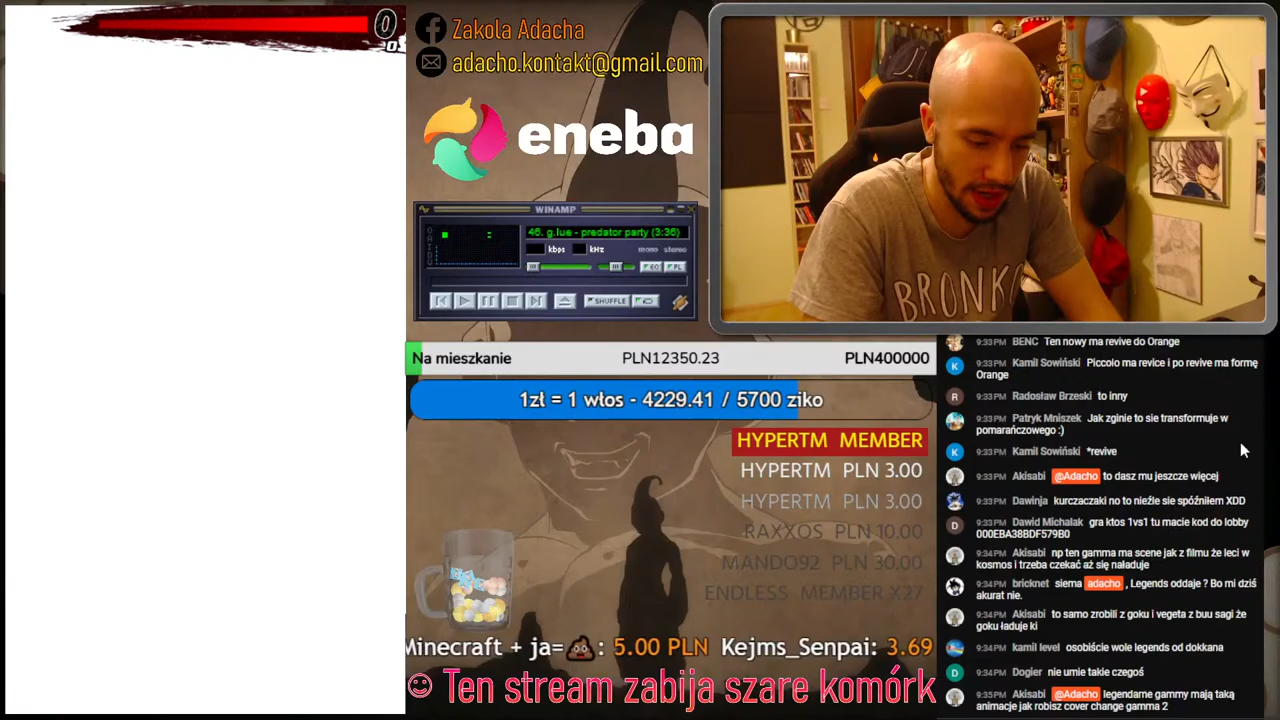 0
Zakola Adacha
adacho.kontakt@gmail.com
eneba
WINAMP
46. g.lue - predator party (3:36)
kbps kHz mono stereo
EQ PL
SHUFFLE
BRONX
Na mieszkanie PLN12350.23 PLN400000
1zł = 1 włos - 4229.41 / 5700 ziko
HYPERTM MEMBER
HYPERTM PLN 3.00
HYPERTM PLN 3.00
RAXXOS PLN 10.00
MANDO92 PLN 30.00
ENDLESS MEMBER X27
Minecraft + ja=💩: 5.00 PLN Kejms_Senpai: 3.69
Ten stream zabija szare komórk
9:33PM BENC Ten nowy ma revive do Orange
K 9:33PM Kamil Sowiński Piccolo ma revice i po revive ma formę
Orange
R 9:33PM Radosław Brzeski to inny
9:33PM Patryk Mniszek Jak zginie to sie transformuje w
pomarańczowego :)
K 9:33PM Kamil Sowiński *revive
9:33PM Akisabi @Adacho to dasz mu jeszcze więcej
9:33PM Dawinja kurczaczaki no to nieźle sie spóźniłem XDD
D 9:33PM Dawid Michalak gra ktos 1vs1 tu macie kod do lobby
000EBA38BDF579B0
9:34PM Akisabi np ten gamma ma scene jak z filmu że leci w
kosmos i trzeba czekać aż się naładuje
9:34PM bricknet siema adacho , Legends oddaje ? Bo mi dziś
akurat nie.
9:34PM Akisabi to samo zrobili z goku i vegeta z buu sagi że
goku ładuje ki
9:34PM kamil level osobiście wole legends od dokkana
D 9:34PM Dogier nie umie takie czegoś
9:35PM Akisabi @Adacho legendarne gammy mają taką
animacje jak robisz cover change gamma 2